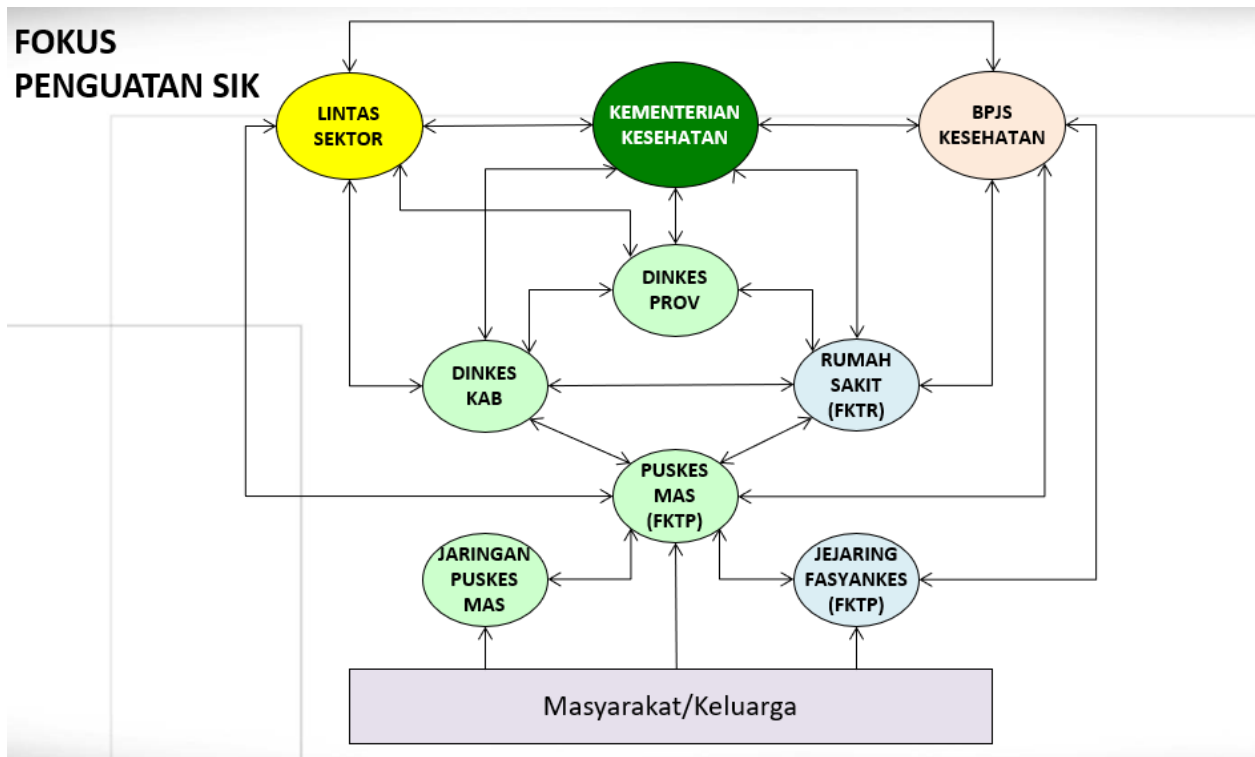 FOKUS
PENGUATAN SIK
LINTAS
SEKTOR
KEMENTERIAN
KESEHATAN
BPJS
KESEHATAN
DINKES
PROV
DINKES
KAB
RUMAH
SAKIT
(FKTR)
PUSKES
MAS
(FKTP)
JARINGAN
PUSKES
MAS
JEJARING
FASYANKES
(FKTP)
Masyarakat/Keluarga